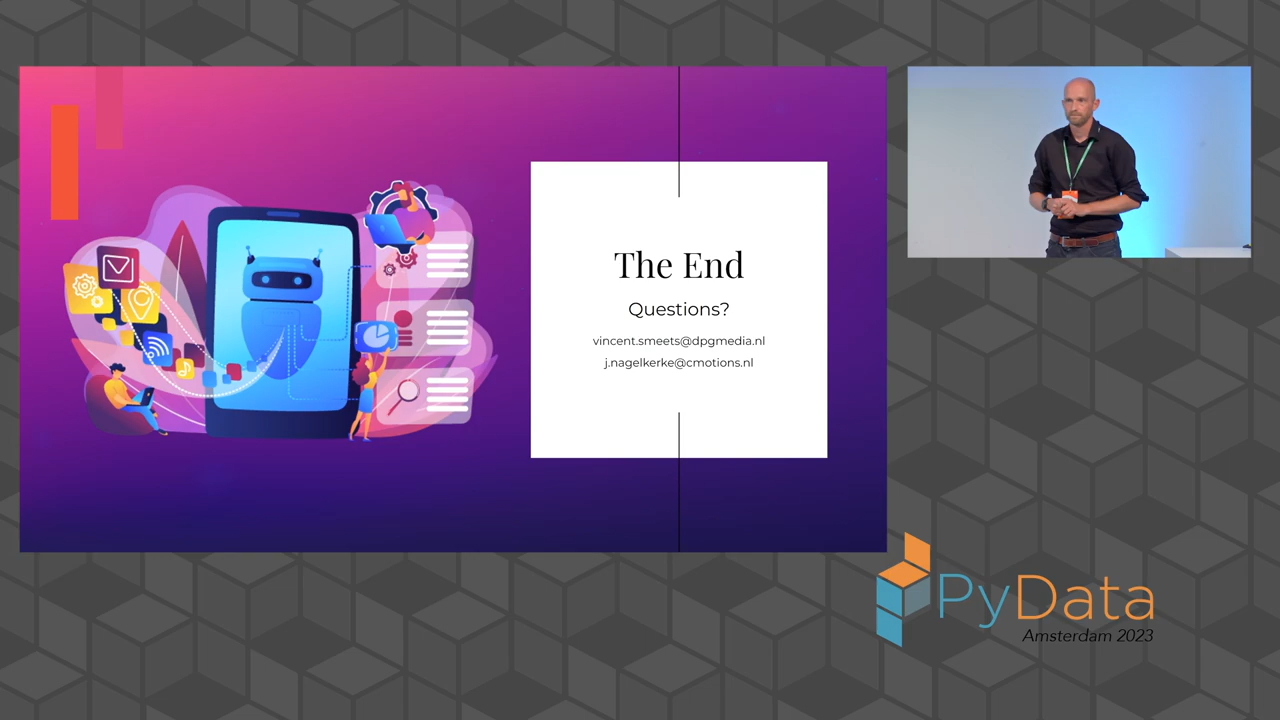 The End
Questions?
vincent.smeets@dpgmedia.nl
j.nagelkerke@cmotions.nl
PyData
Amsterdam 2023